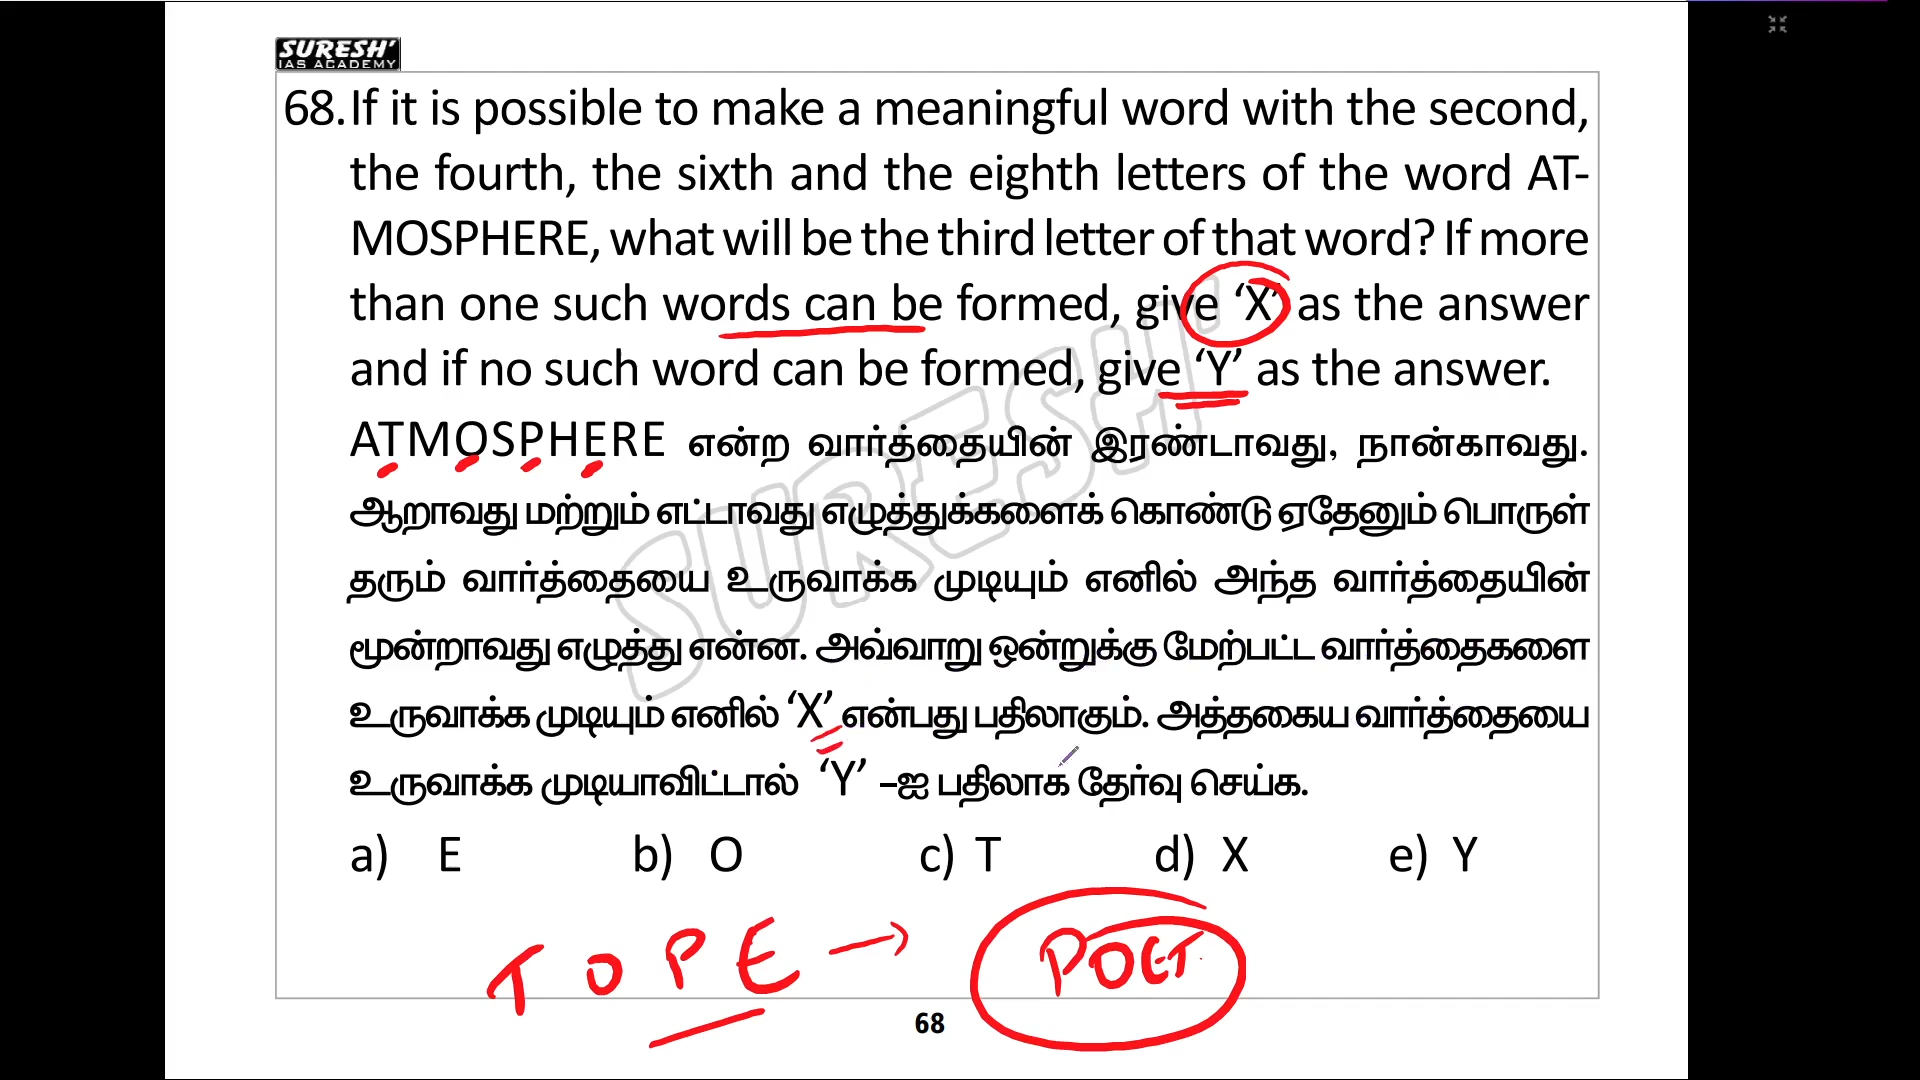 SURESH'
IAS ACADEMY
68. If it is possible to make a meaningful word with the second,
the fourth, the sixth and the eighth letters of the word AT-
MOSPHERE, what will be the third letter of that word? If more
than one such words can be formed, give ‘X’ as the answer
and if no such word can be formed, give ‘Y’ as the answer.
ATMOSPHERE என்ற வார்த்தையின் இரண்டாவது, நான்காவது.
ஆறாவது மற்றும் எட்டாவது எழுத்துக்களைக் கொண்டு ஏதேனும் பொருள்
தரும் வார்த்தையை உருவாக்க முடியும் எனில் அந்த வார்த்தையின்
மூன்றாவது எழுத்து என்ன. அவ்வாறு ஒன்றுக்கு மேற்பட்ட வார்த்தைகளை
உருவாக்க முடியும் எனில் ‘X’ என்பது பதிலாகும். அத்தகைய வார்த்தையை
உருவாக்க முடியாவிட்டால் ‘Y’ –ஐ பதிலாக தேர்வு செய்க.
a) E b) O c) T d) X e) Y
T O P E → POET
68
SURESH'